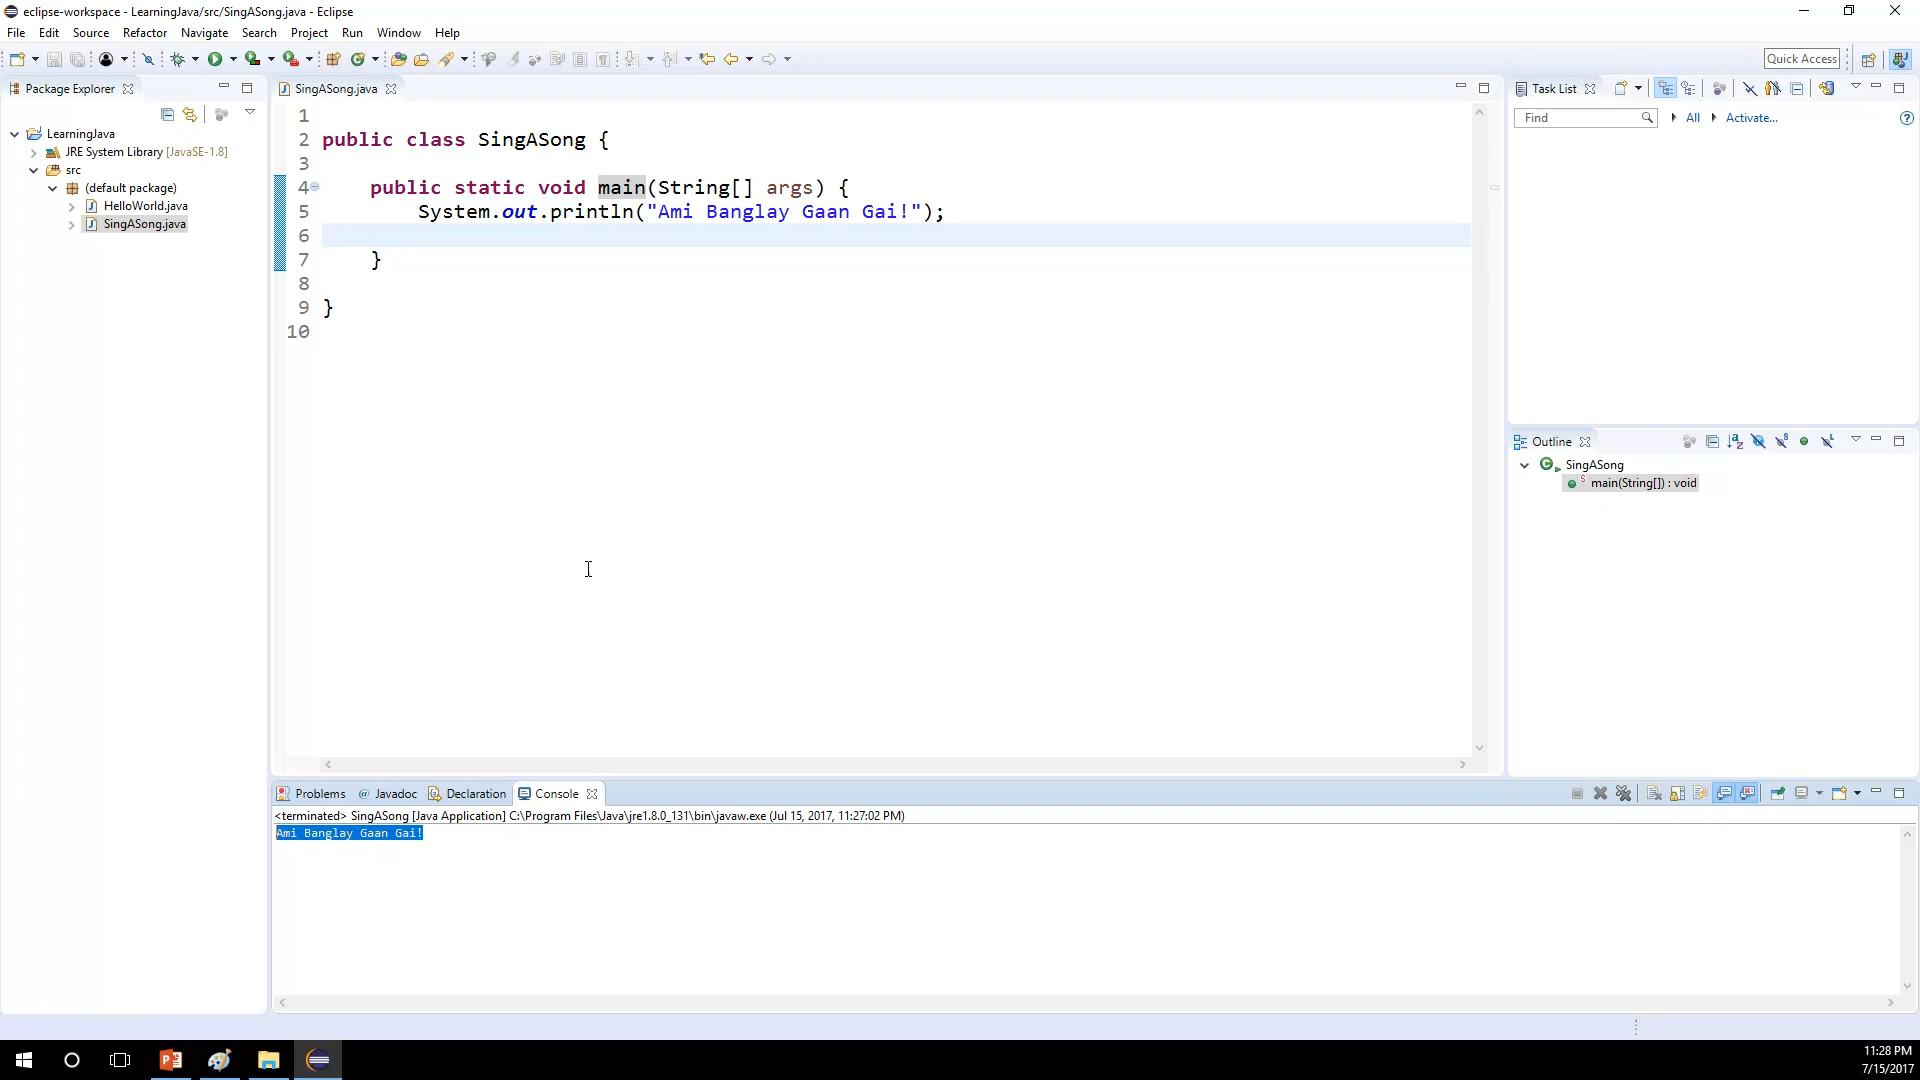 eclipse-workspace - LearningJava/src/SingASong.java - Eclipse
File Edit Source Refactor Navigate Search Project Run Window Help
Quick Access
Package Explorer
LearningJava
JRE System Library [JavaSE-1.8]
src
(default package)
HelloWorld.java
SingASong.java
SingASong.java
1
2 public class SingASong {
3
4 public static void main(String[] args) {
5 System.out.println("Ami Banglay Gaan Gai!");
6
7 }
8
9 }
10
Task List
Find
All Activate...
Outline
SingASong
main(String[]) : void
Problems @ Javadoc Declaration Console
<terminated> SingASong [Java Application] C:\Program Files\Java\jre1.8.0_131\bin\javaw.exe (Jul 15, 2017, 11:27:02 PM)
Ami Banglay Gaan Gai!
11:28 PM
7/15/2017